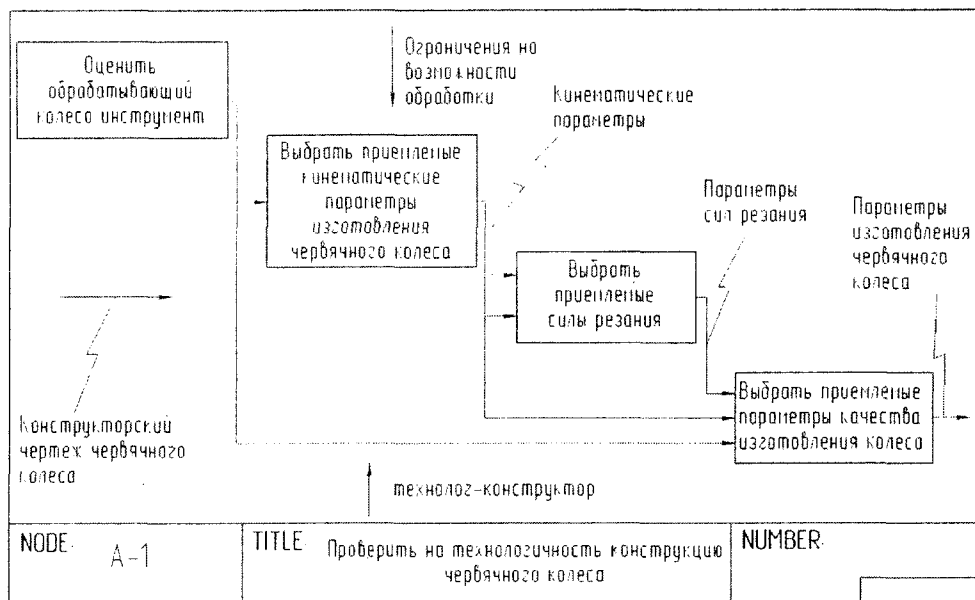 Оценить
обрабатывающий
колеса инструмент
Ограничения на
возможности
обработки
Кинематические
параметры
Выбрать приемлемые
кинематические
параметры
изготовления
червячного колеса
Параметры
сил резания
Параметры
изготовления
червячного
колеса
Выбрать
приемлемые
силы резания
Выбрать приемлемые
параметры качества
изготовления колеса
Конструкторский
чертеж червячного
колеса
технолог-конструктор
NODE:
A-1
TITLE:
Проверить на технологичность конструкцию
червячного колеса
NUMBER: